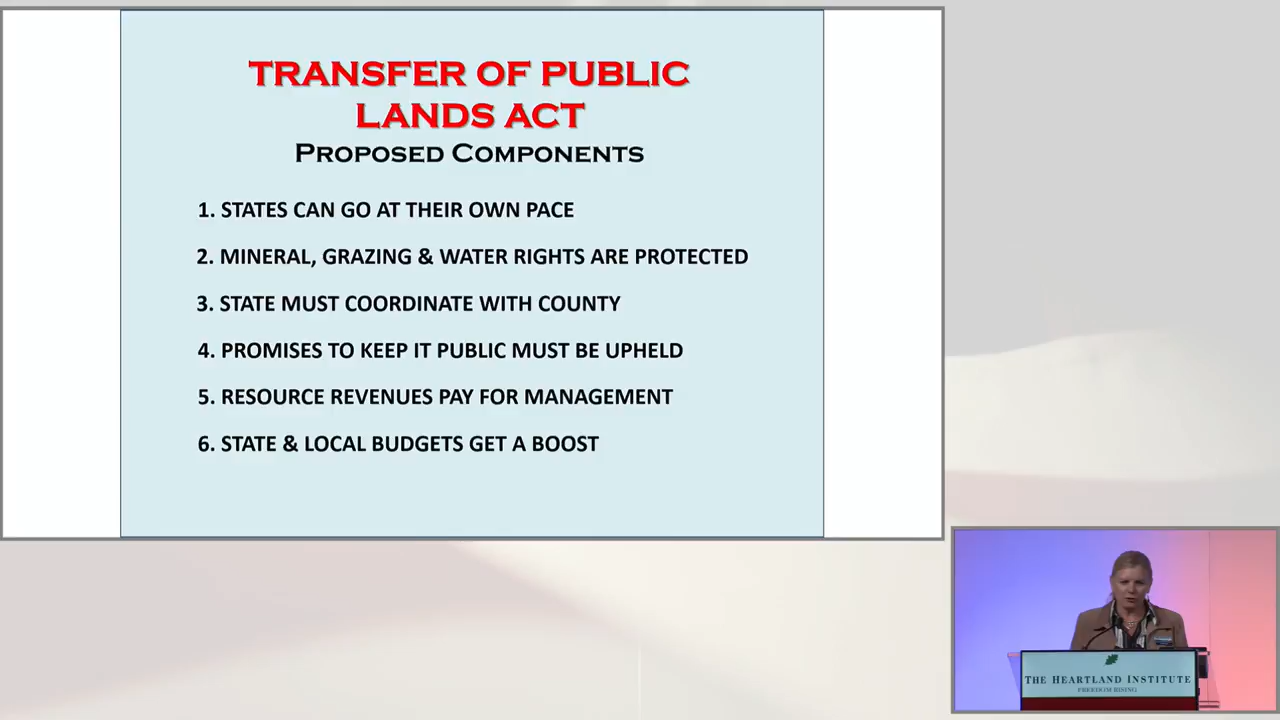 TRANSFER OF PUBLIC
LANDS ACT
PROPOSED COMPONENTS
1. STATES CAN GO AT THEIR OWN PACE
2. MINERAL, GRAZING & WATER RIGHTS ARE PROTECTED
3. STATE MUST COORDINATE WITH COUNTY
4. PROMISES TO KEEP IT PUBLIC MUST BE UPHELD
5. RESOURCE REVENUES PAY FOR MANAGEMENT
6. STATE & LOCAL BUDGETS GET A BOOST
THE HEARTLAND INSTITUTE
FREEDOM RISING